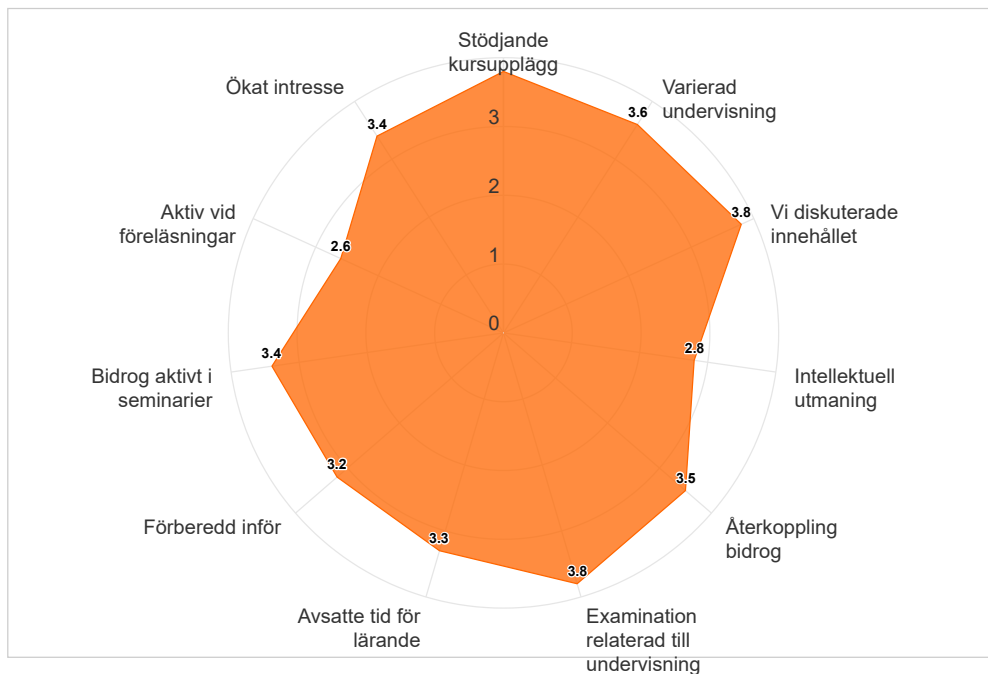 Stödjande
kursupplägg
Ökat intresse
Varierad
undervisning
3
3.4
3.6
2
Aktiv vid
föreläsningar
3.8
Vi diskuterade
innehållet
2.6
1
0
3.4
2.8
Bidrog aktivt i
seminarier
Intellektuell
utmaning
3.2
3.5
Förberedd inför
Återkoppling
bidrog
3.3
3.8
Avsatte tid för
lärande
Examination
relaterad till
undervisning